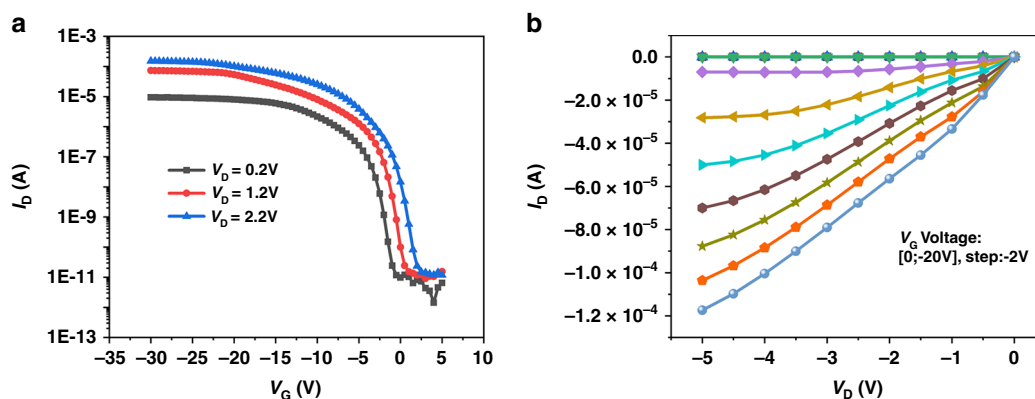 a
1E-3
1E-5
1E-7
1E-9
1E-11
1E-13
I_D (A)
V_D = 0.2V
V_D = 1.2V
V_D = 2.2V
–35 –30 –25 –20 –15 –10 –5 0 5 10
V_G (V)
b
0.0
–2.0 × 10⁻⁵
–4.0 × 10⁻⁵
–6.0 × 10⁻⁵
–8.0 × 10⁻⁵
–1.0 × 10⁻⁴
–1.2 × 10⁻⁴
I_D (A)
V_G Voltage:
[0;-20V], step:-2V
–5 –4 –3 –2 –1 0
V_D (V)